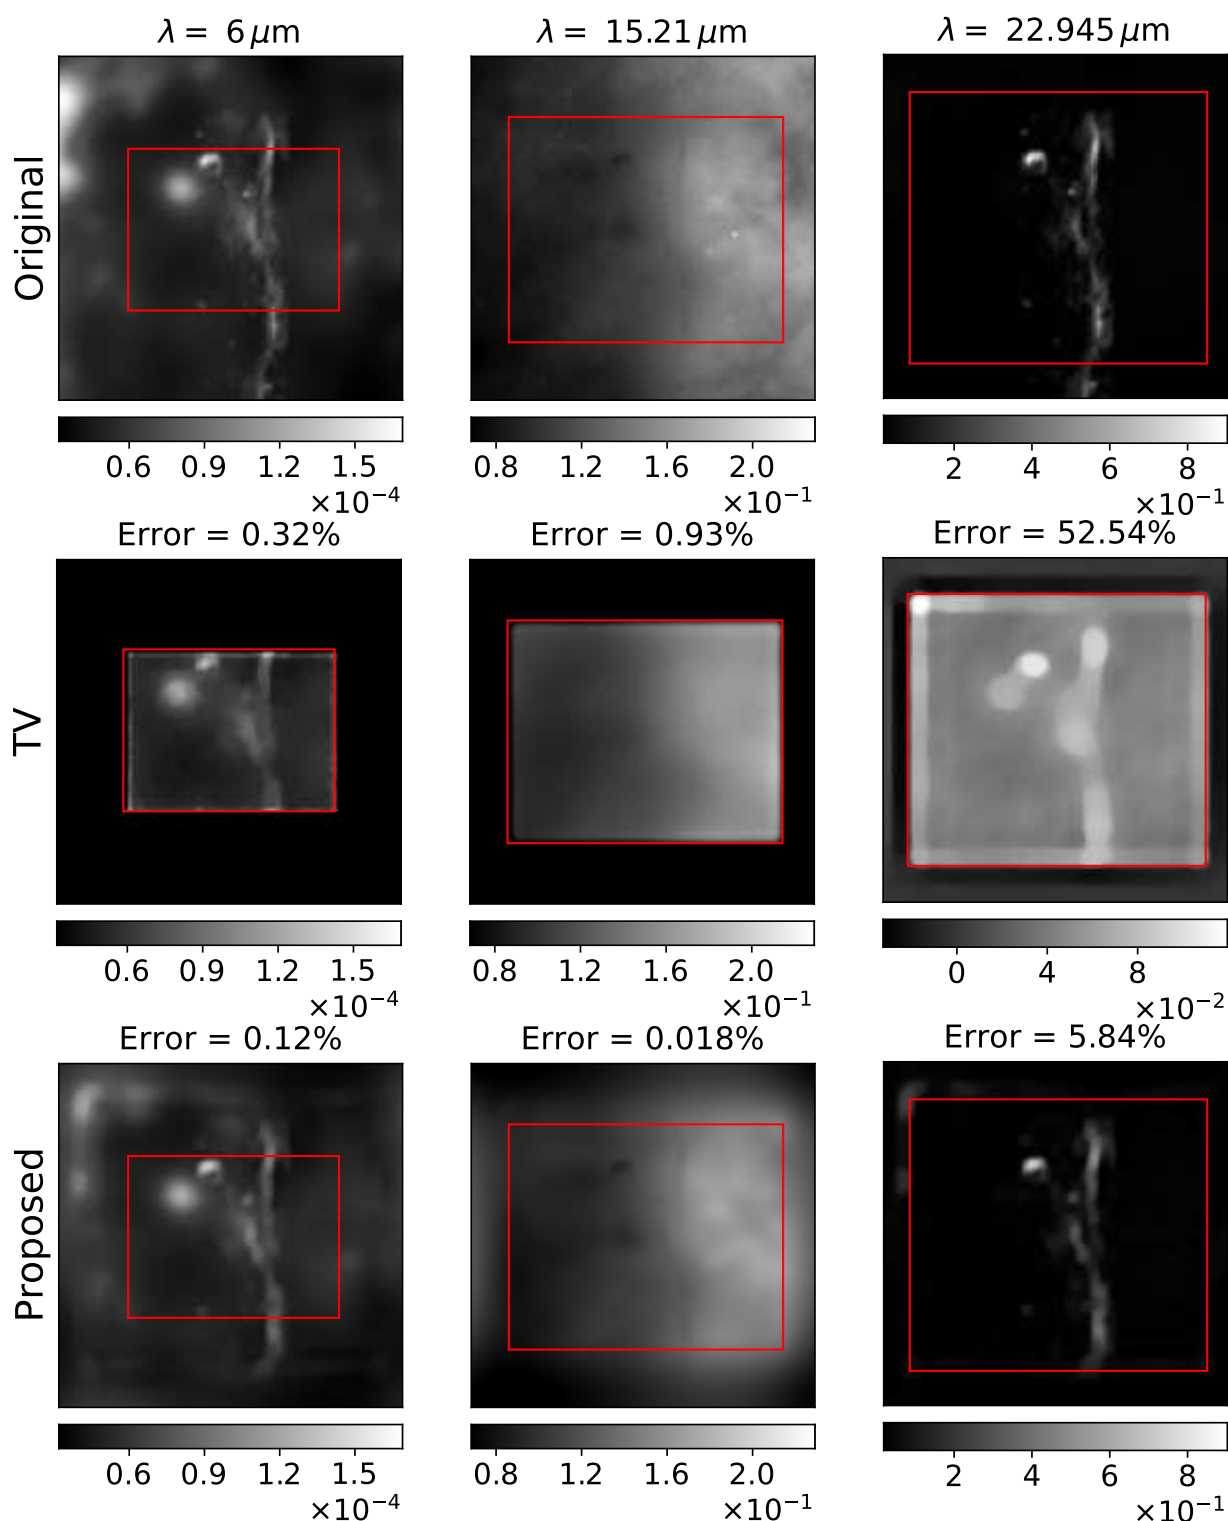 λ = 6 μm λ = 15.21 μm λ = 22.945 μm
Original
0.6 0.9 1.2 1.5 0.8 1.2 1.6 2.0 2 4 6 8
×10⁻⁴ ×10⁻¹ ×10⁻¹
Error = 0.32% Error = 0.93% Error = 52.54%
TV
0.6 0.9 1.2 1.5 0.8 1.2 1.6 2.0 0 4 8
×10⁻⁴ ×10⁻¹ ×10⁻²
Error = 0.12% Error = 0.018% Error = 5.84%
Proposed
0.6 0.9 1.2 1.5 0.8 1.2 1.6 2.0 2 4 6 8
×10⁻⁴ ×10⁻¹ ×10⁻¹